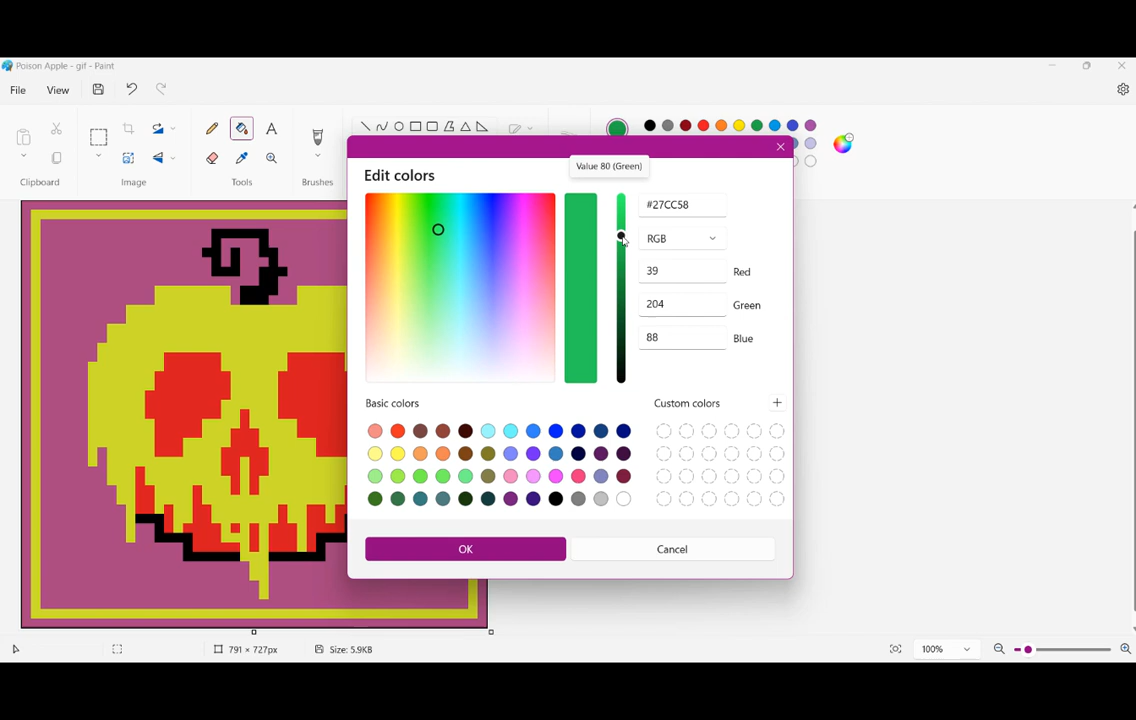 Poison Apple - gif - Paint
File View
Clipboard Image Tools Brushes
Value 80 (Green)
Edit colors
#27CC58
RGB
39 Red
204 Green
88 Blue
Basic colors Custom colors
OK Cancel
791 × 727px Size: 5.9KB 100%